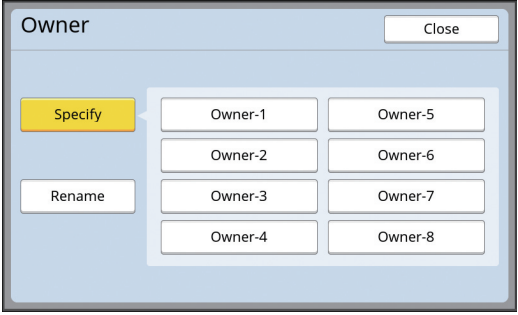 Owner
Close
Specify
Owner-1
Owner-5
Owner-2
Owner-6
Rename
Owner-3
Owner-7
Owner-4
Owner-8